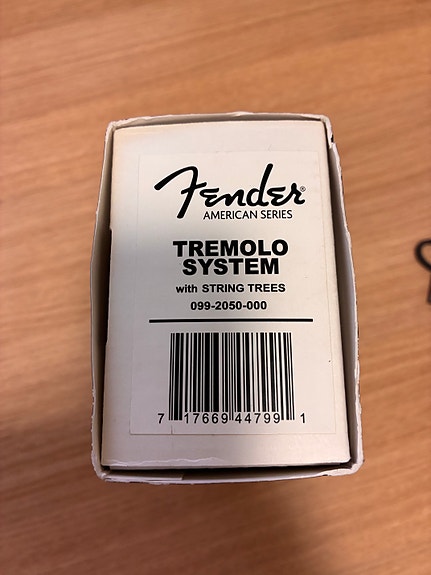 Fender®
AMERICAN SERIES
TREMOLO
SYSTEM
with STRING TREES
099-2050-000
7 17669 44799 1